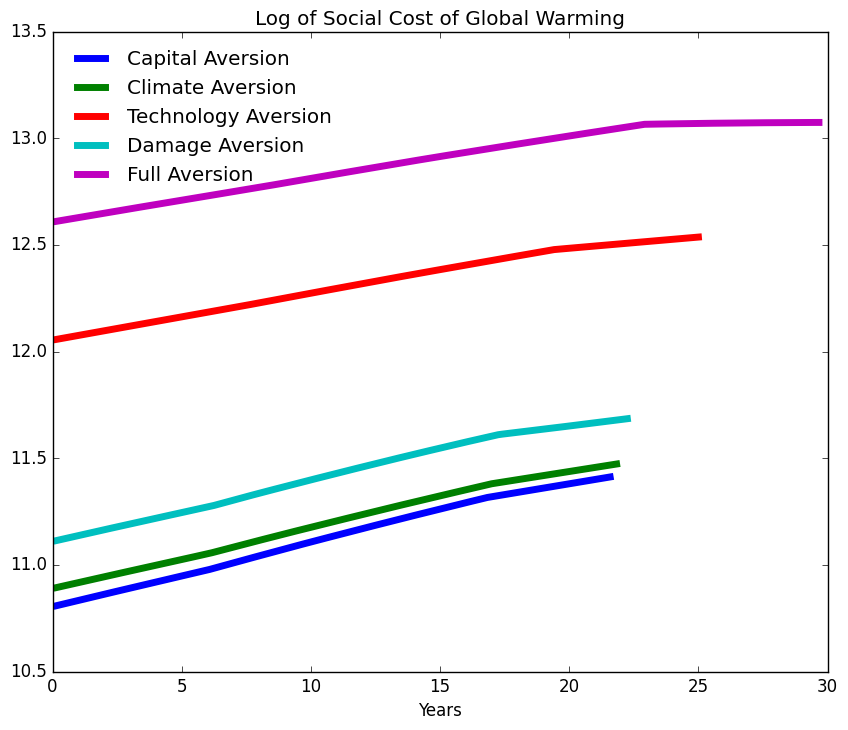 Log of Social Cost of Global Warming
13.5
Capital Aversion
Climate Aversion
Technology Aversion
Damage Aversion
Full Aversion
13.0
12.5
12.0
11.5
11.0
10.5
0 5 10 15 20 25 30
Years